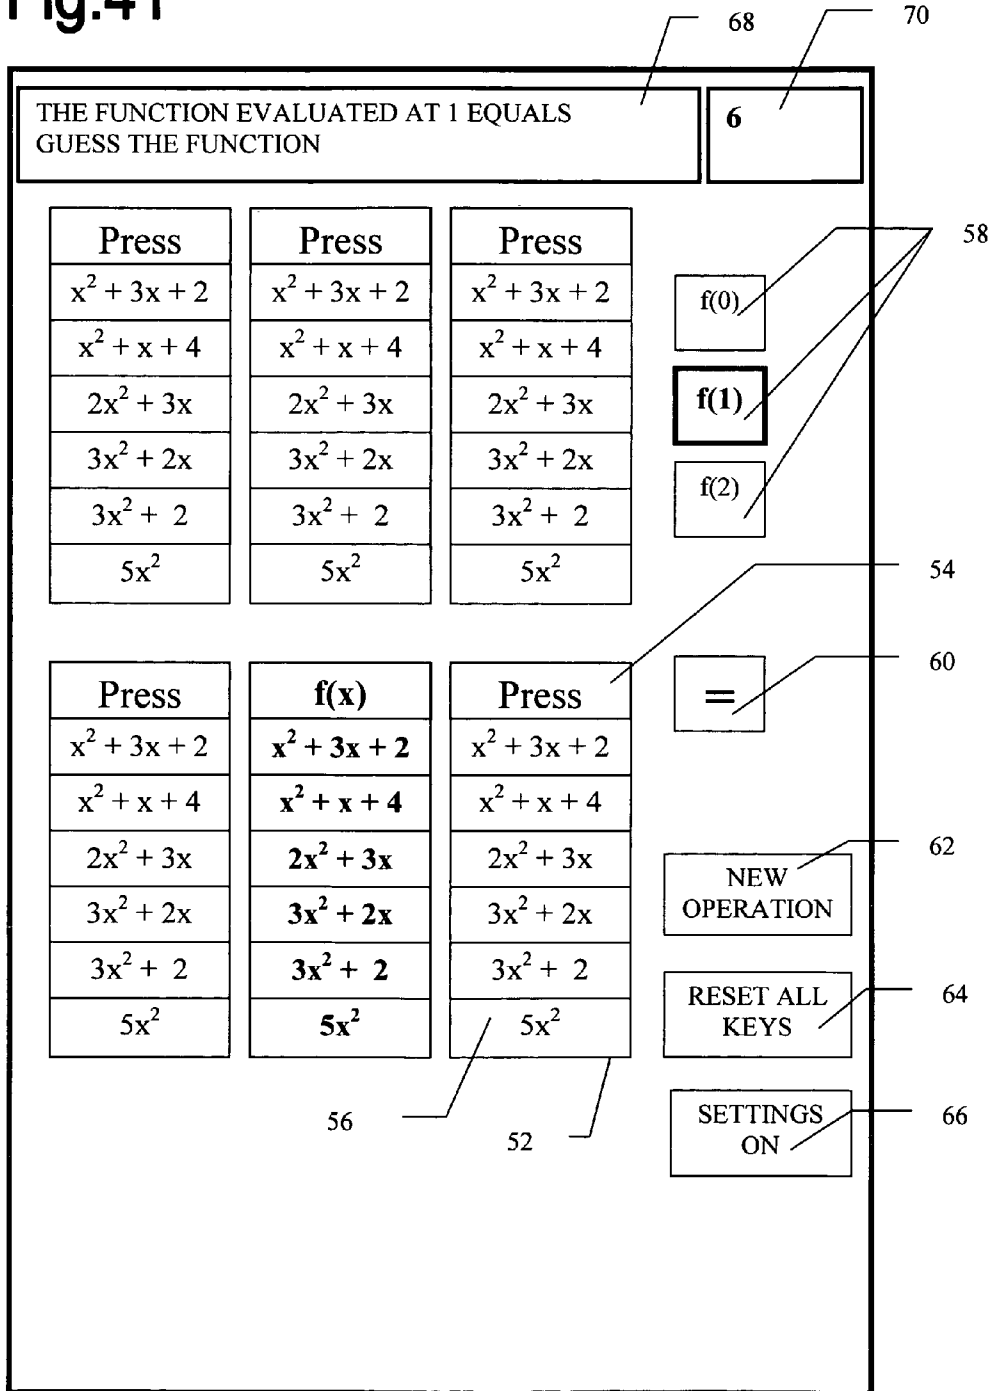 Fig.41
68
70
THE FUNCTION EVALUATED AT 1 EQUALS
GUESS THE FUNCTION
6
Press Press Press
x² + 3x + 2 x² + 3x + 2 x² + 3x + 2
x² + x + 4 x² + x + 4 x² + x + 4
2x² + 3x 2x² + 3x 2x² + 3x
3x² + 2x 3x² + 2x 3x² + 2x
3x² + 2 3x² + 2 3x² + 2
5x² 5x² 5x²
f(0)
f(1)
f(2)
58
54
Press f(x) Press
x² + 3x + 2 x² + 3x + 2 x² + 3x + 2
x² + x + 4 x² + x + 4 x² + x + 4
2x² + 3x 2x² + 3x 2x² + 3x
3x² + 2x 3x² + 2x 3x² + 2x
3x² + 2 3x² + 2 3x² + 2
5x² 5x² 5x²
=
60
62
NEW
OPERATION
RESET ALL
KEYS
64
SETTINGS
ON
66
56
52